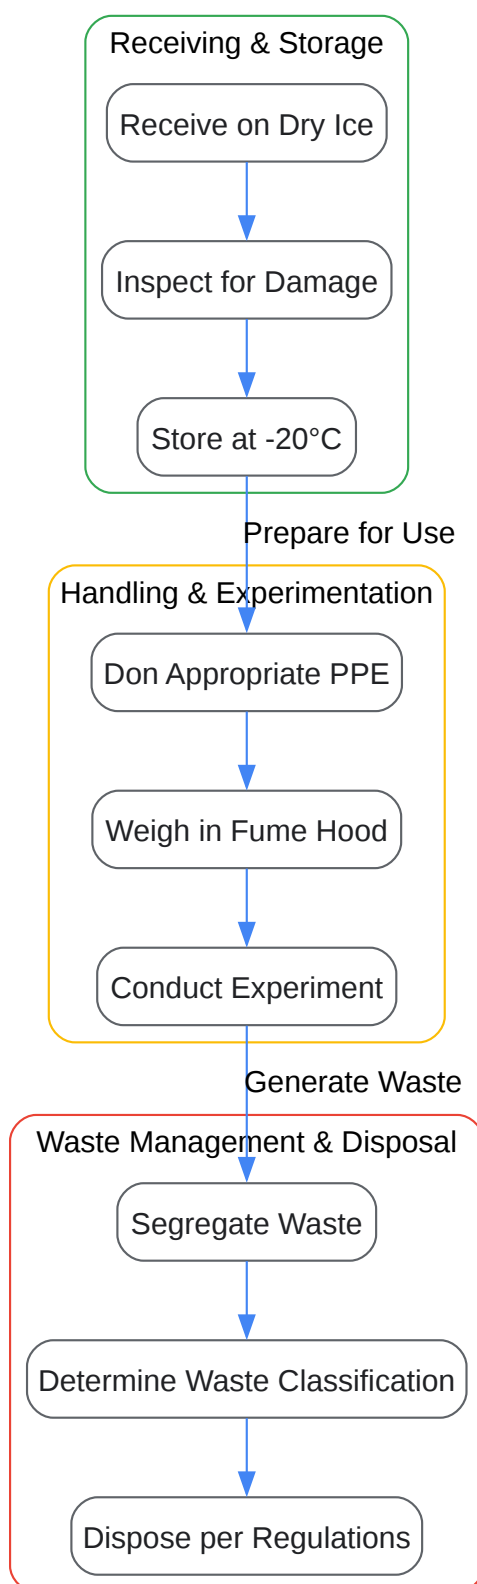 Receiving & Storage
Receive on Dry Ice
Inspect for Damage
Store at -20°C
Prepare for Use
Handling & Experimentation
Don Appropriate PPE
Weigh in Fume Hood
Conduct Experiment
Generate Waste
Waste Management & Disposal
Segregate Waste
Determine Waste Classification
Dispose per Regulations